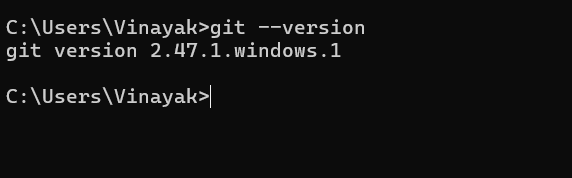 C:\Users\Vinayak>git --version
git version 2.47.1.windows.1
C:\Users\Vinayak>